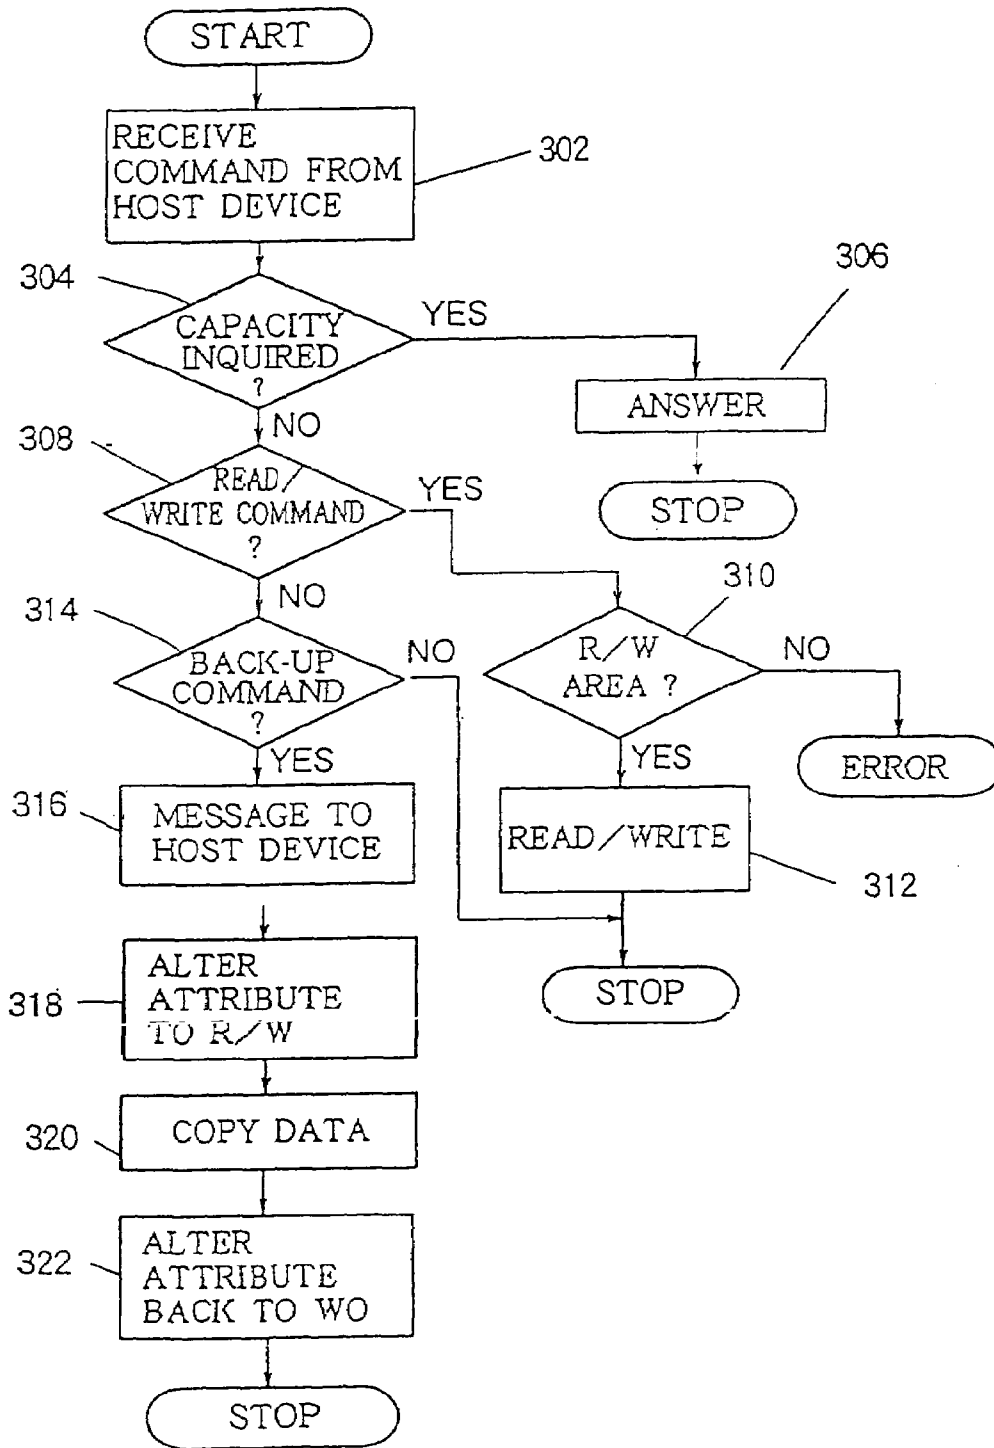 START
RECEIVE
COMMAND FROM
HOST DEVICE
302
304
CAPACITY
INQUIRED
?
YES
306
ANSWER
STOP
NO
308
READ/
WRITE COMMAND
?
YES
310
R/W
AREA ?
NO
ERROR
YES
READ/WRITE
312
STOP
NO
314
BACK-UP
COMMAND
?
NO
YES
316
MESSAGE TO
HOST DEVICE
318
ALTER
ATTRIBUTE
TO R/W
320
COPY DATA
322
ALTER
ATTRIBUTE
BACK TO WO
STOP